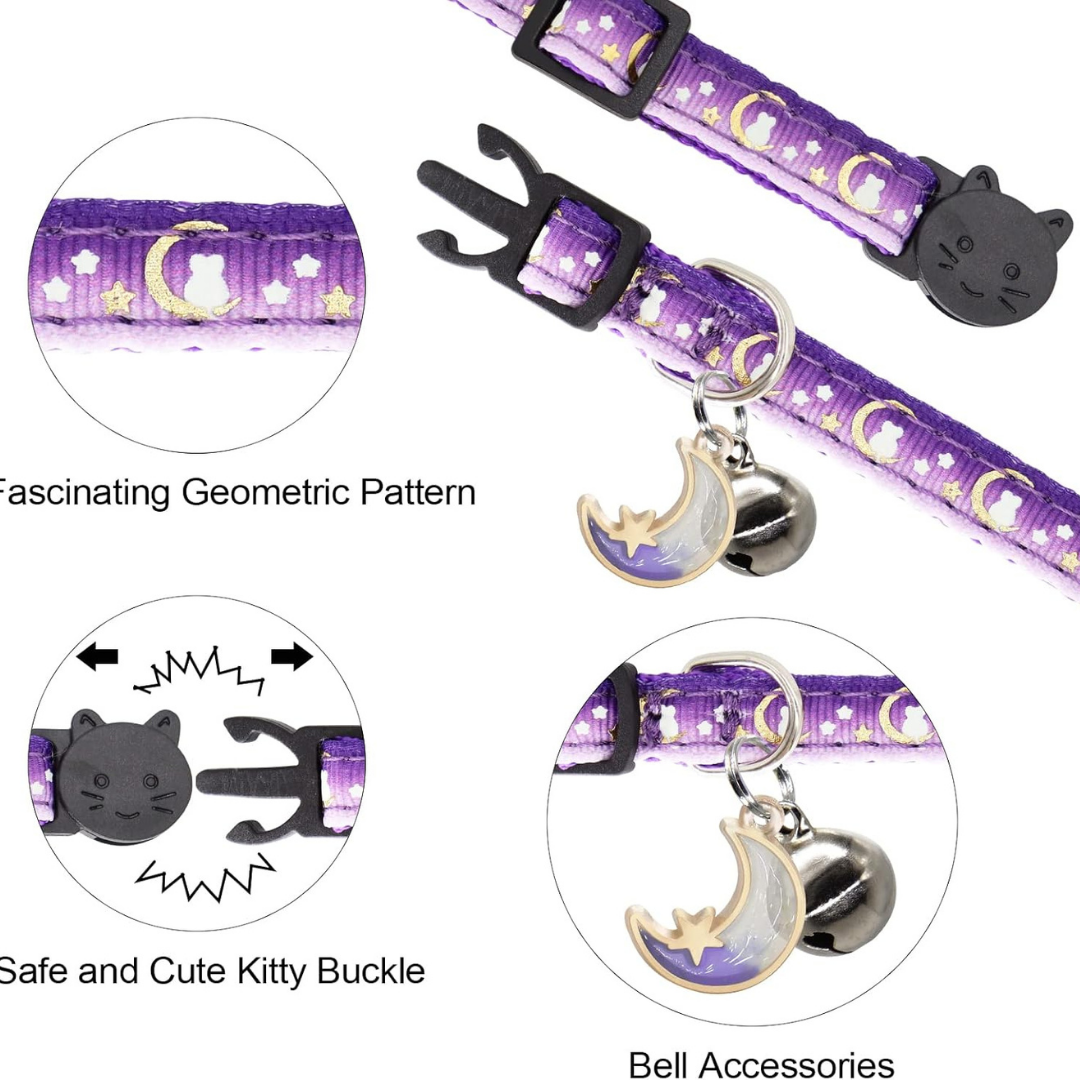 Fascinating Geometric Pattern
Safe and Cute Kitty Buckle
Bell Accessories